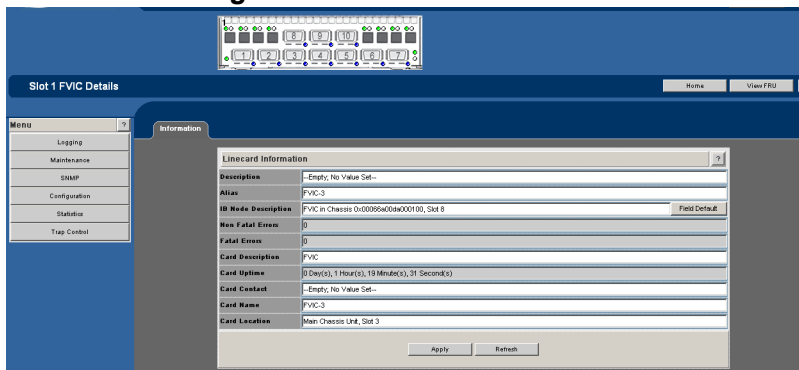 1
8 9 10
1 2 3 4 5 6 7
Slot 1 FVIC Details
Home View FRU
Menu ?
Information
Logging
Maintenance
SNMP
Configuration
Statistics
Trap Control
Linecard Information ?
Description --Empty; No Value Set--
Alias FVIC-3
IB Node Description FVIC in Chassis 0x00066a00da000100, Slot 8 Field Default
Non Fatal Errors 0
Fatal Errors 0
Card Description FVIC
Card Uptime 0 Day(s), 1 Hour(s), 19 Minute(s), 31 Second(s)
Card Contact --Empty; No Value Set--
Card Name FVIC-3
Card Location Main Chassis Unit, Slot 3
Apply Refresh